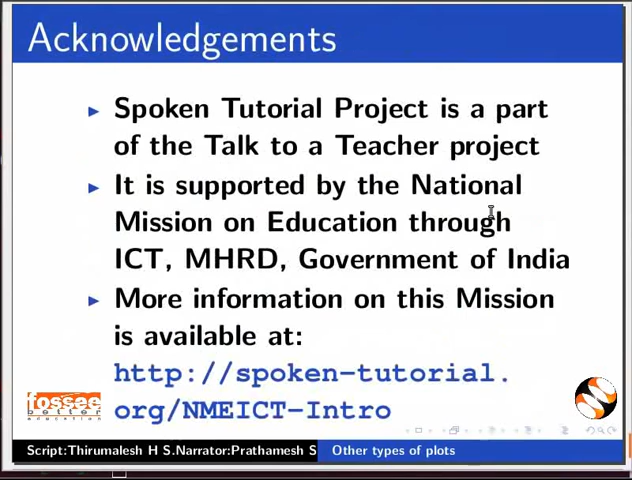 Acknowledgements
Spoken Tutorial Project is a part
of the Talk to a Teacher project
It is supported by the National
Mission on Education through
ICT, MHRD, Government of India
More information on this Mission
is available at:
http://spoken-tutorial.
org/NMEICT-Intro
fossee
better
education
Script:Thirumalesh H S.Narrator:Prathamesh S
Other types of plots